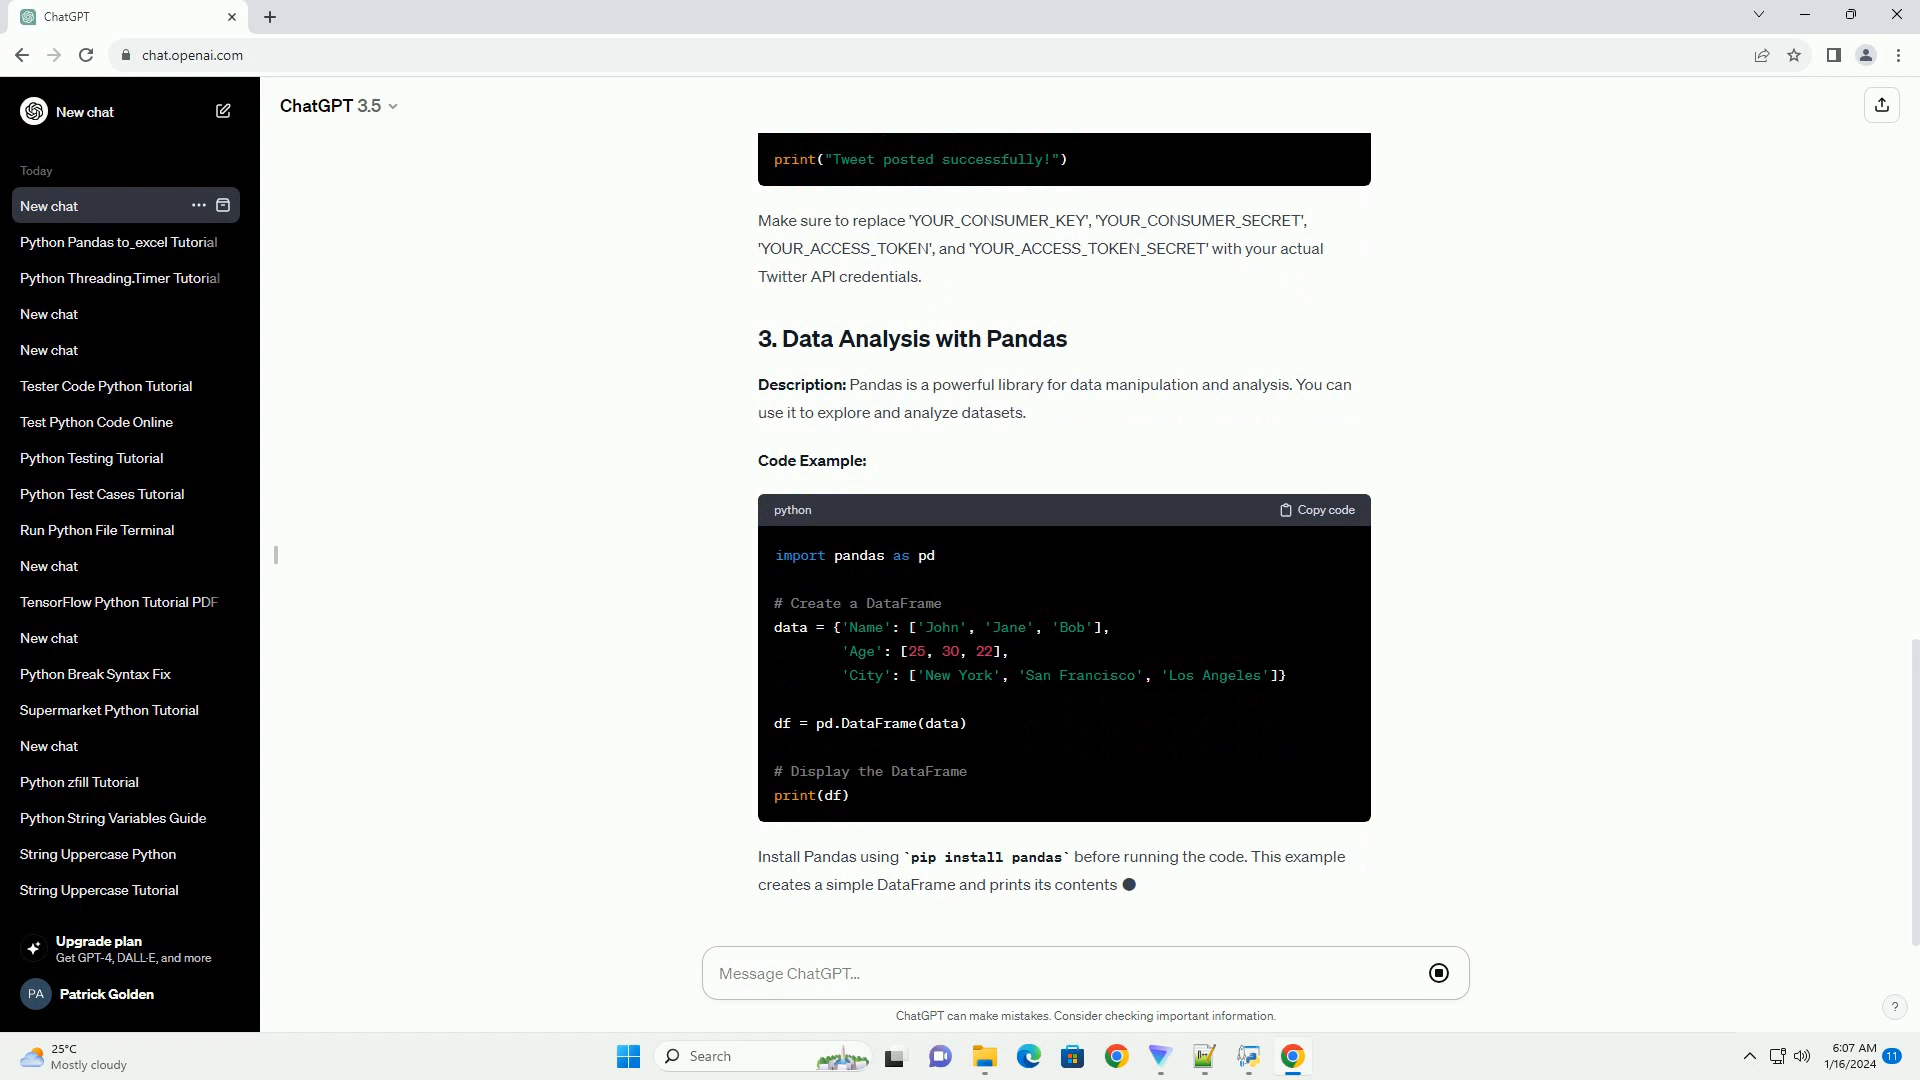 ChatGPT
chat.openai.com
New chat
Today
New chat
Python Pandas to_excel Tutorial
Python Threading.Timer Tutorial
New chat
New chat
Tester Code Python Tutorial
Test Python Code Online
Python Testing Tutorial
Python Test Cases Tutorial
Run Python File Terminal
New chat
TensorFlow Python Tutorial PDF
New chat
Python Break Syntax Fix
Supermarket Python Tutorial
New chat
Python zfill Tutorial
Python String Variables Guide
String Uppercase Python
String Uppercase Tutorial
Upgrade plan
Get GPT-4, DALL·E, and more
PA Patrick Golden
ChatGPT 3.5
print("Tweet posted successfully!")
Make sure to replace 'YOUR_CONSUMER_KEY', 'YOUR_CONSUMER_SECRET',
'YOUR_ACCESS_TOKEN', and 'YOUR_ACCESS_TOKEN_SECRET' with your actual
Twitter API credentials.
3. Data Analysis with Pandas
Description: Pandas is a powerful library for data manipulation and analysis. You can
use it to explore and analyze datasets.
Code Example:
python Copy code
import pandas as pd
# Create a DataFrame
data = {'Name': ['John', 'Jane', 'Bob'],
'Age': [25, 30, 22],
'City': ['New York', 'San Francisco', 'Los Angeles']}
df = pd.DataFrame(data)
# Display the DataFrame
print(df)
Install Pandas using `pip install pandas` before running the code. This example
creates a simple DataFrame and prints its contents
Message ChatGPT...
ChatGPT can make mistakes. Consider checking important information.
?
25°C
Mostly cloudy
Search
6:07 AM
1/16/2024
11